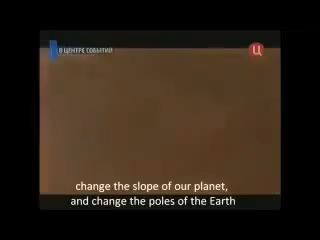 В ЦЕНТРЕ СОБЫТИЙ
Ц
change the slope of our planet,
and change the poles of the Earth